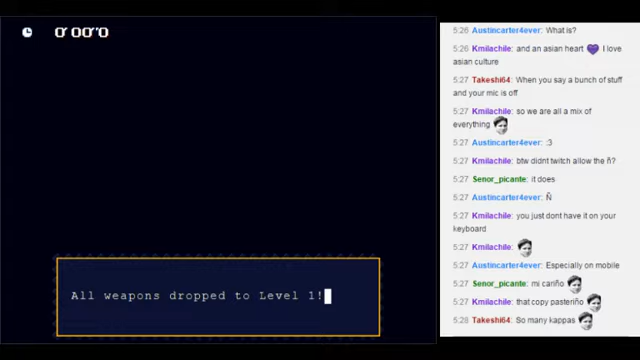 0'00"0
All weapons dropped to Level 1!
5:26 Austincarter4ever: What is?
5:26 Kmilachile: and an asian heart I love
asian culture
5:27 Takeshi64: When you say a bunch of stuff
and your mic is off
5:27 Kmilachile: so we are all a mix of
everything
5:27 Austincarter4ever: :3
5:27 Kmilachile: btw didnt twitch allow the ñ?
5:27 Senor_picante: it does
5:27 Austincarter4ever: Ñ
5:27 Kmilachile: you just dont have it on your
keyboard
5:27 Kmilachile:
5:27 Austincarter4ever: Especially on mobile
5:27 Senor_picante: mi cariño
5:27 Kmilachile: that copy pasteriño
5:28 Takeshi64: So many kappas